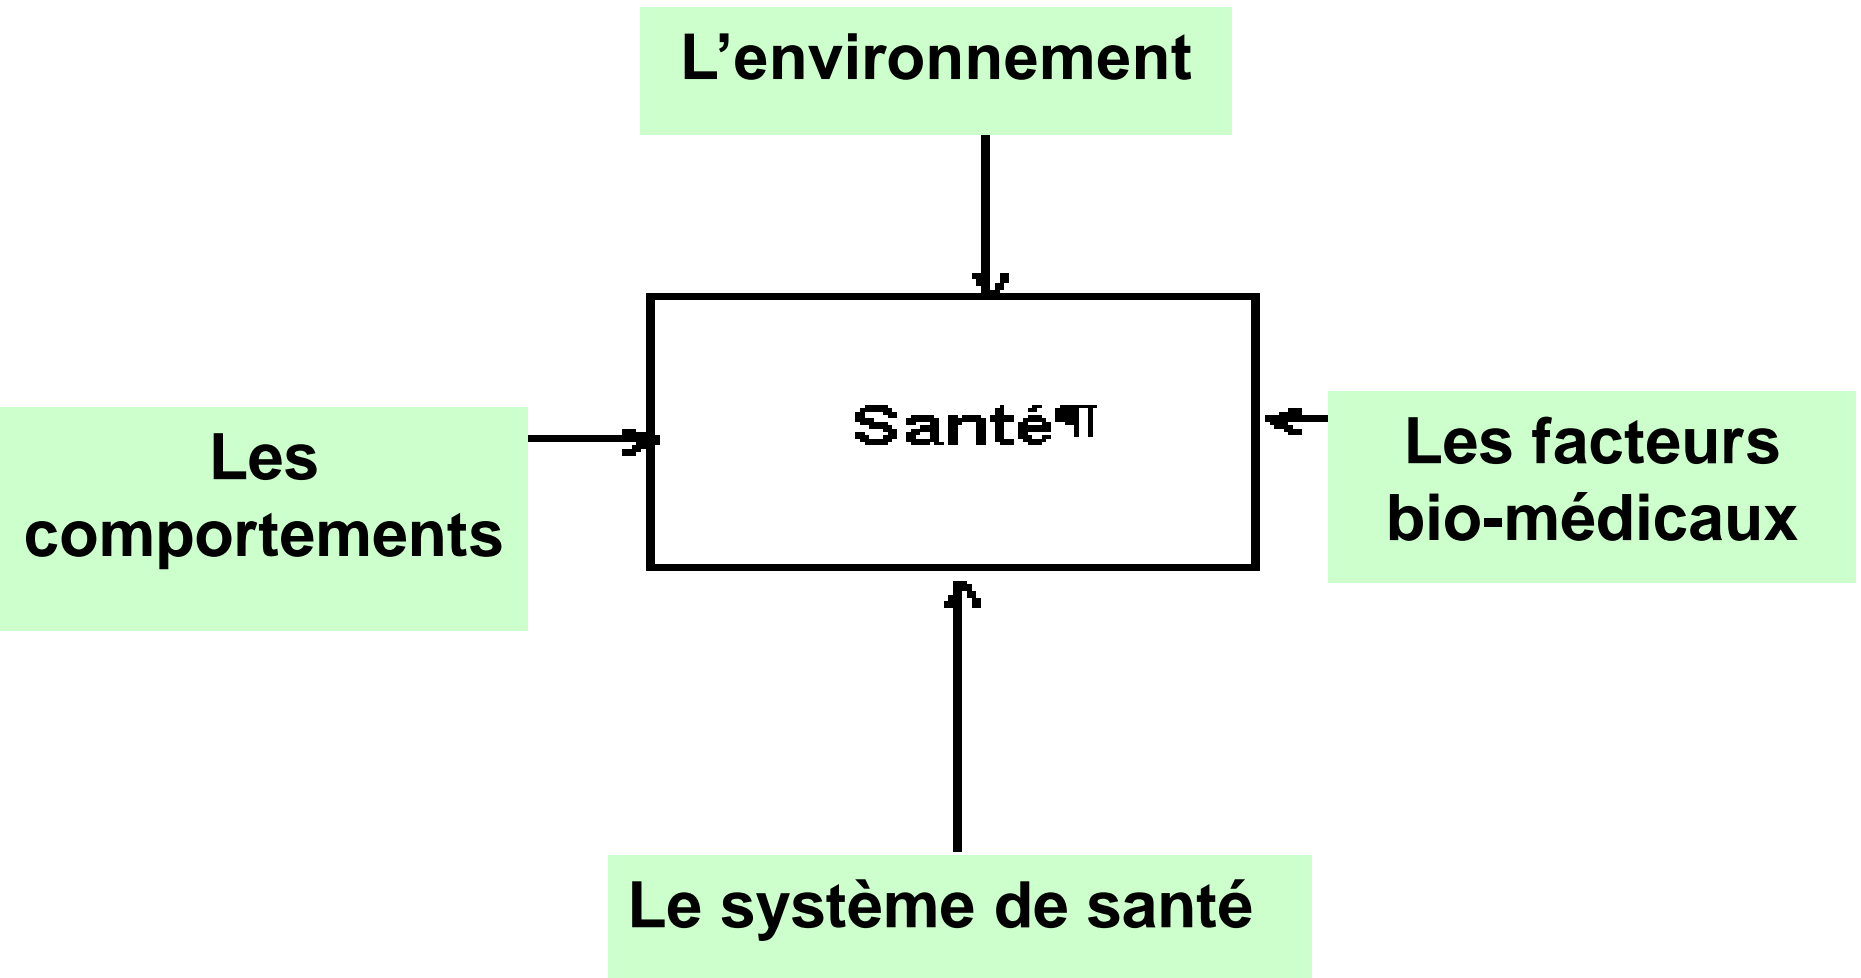 L’environnement
Santé¶
Les
comportements
Les facteurs
bio-médicaux
Le système de santé